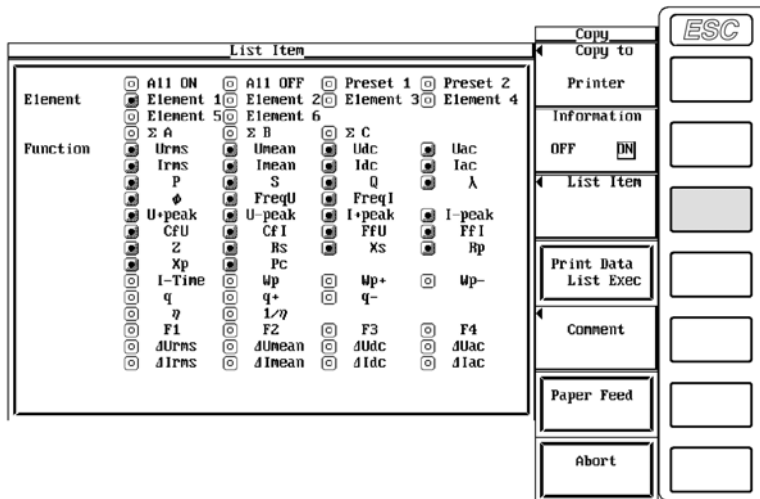 List Item
All ON All OFF Preset 1 Preset 2
Element Element 1 Element 2 Element 3 Element 4
Element 5 Element 6
Σ A Σ B Σ C
Function Urms Umean Udc Uac
Irms Imean Idc Iac
P S Q λ
ϕ FreqU FreqI
U+peak U-peak I+peak I-peak
CfU CfI FfU FfI
Z Rs Xs Rp
Xp Pc
I-Time Wp Wp+ Wp-
q q+ q-
η 1/η
F1 F2 F3 F4
ΔUrms ΔUmean ΔUdc ΔUac
ΔIrms ΔImean ΔIdc ΔIac
Copy
Copy to
Printer
Information
OFF ON
List Item
Print Data
List Exec
Comment
Paper Feed
Abort
ESC